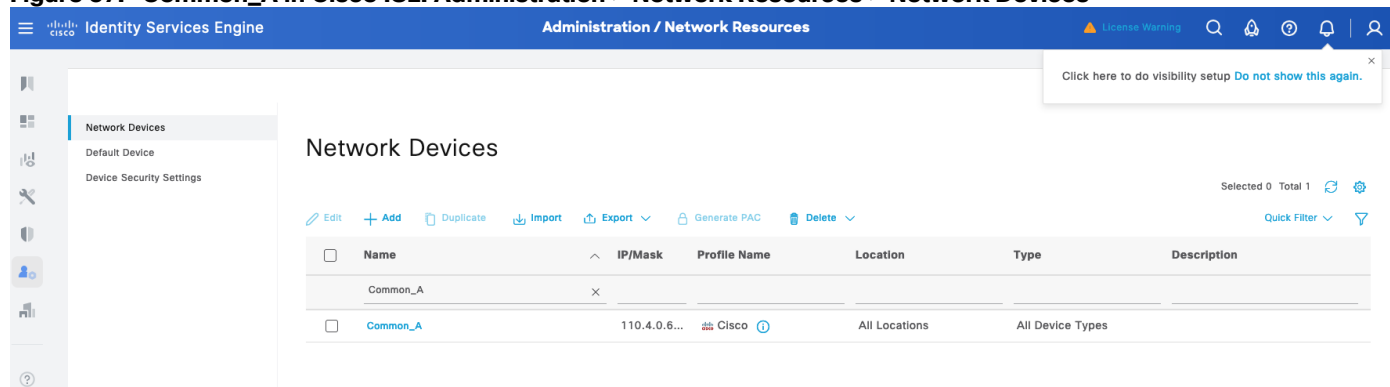 Figure 57. Common_A in Cisco ISE: Administration > Network Resources > Network Devices
cisco Identity Services Engine
Administration / Network Resources
License Warning
Click here to do visibility setup Do not show this again.
Network Devices
Default Device
Device Security Settings
Network Devices
Selected 0 Total 1
Edit Add Duplicate Import Export Generate PAC Delete Quick Filter
Name IP/Mask Profile Name Location Type Description
Common_A
Common_A 110.4.0.6... Cisco All Locations All Device Types